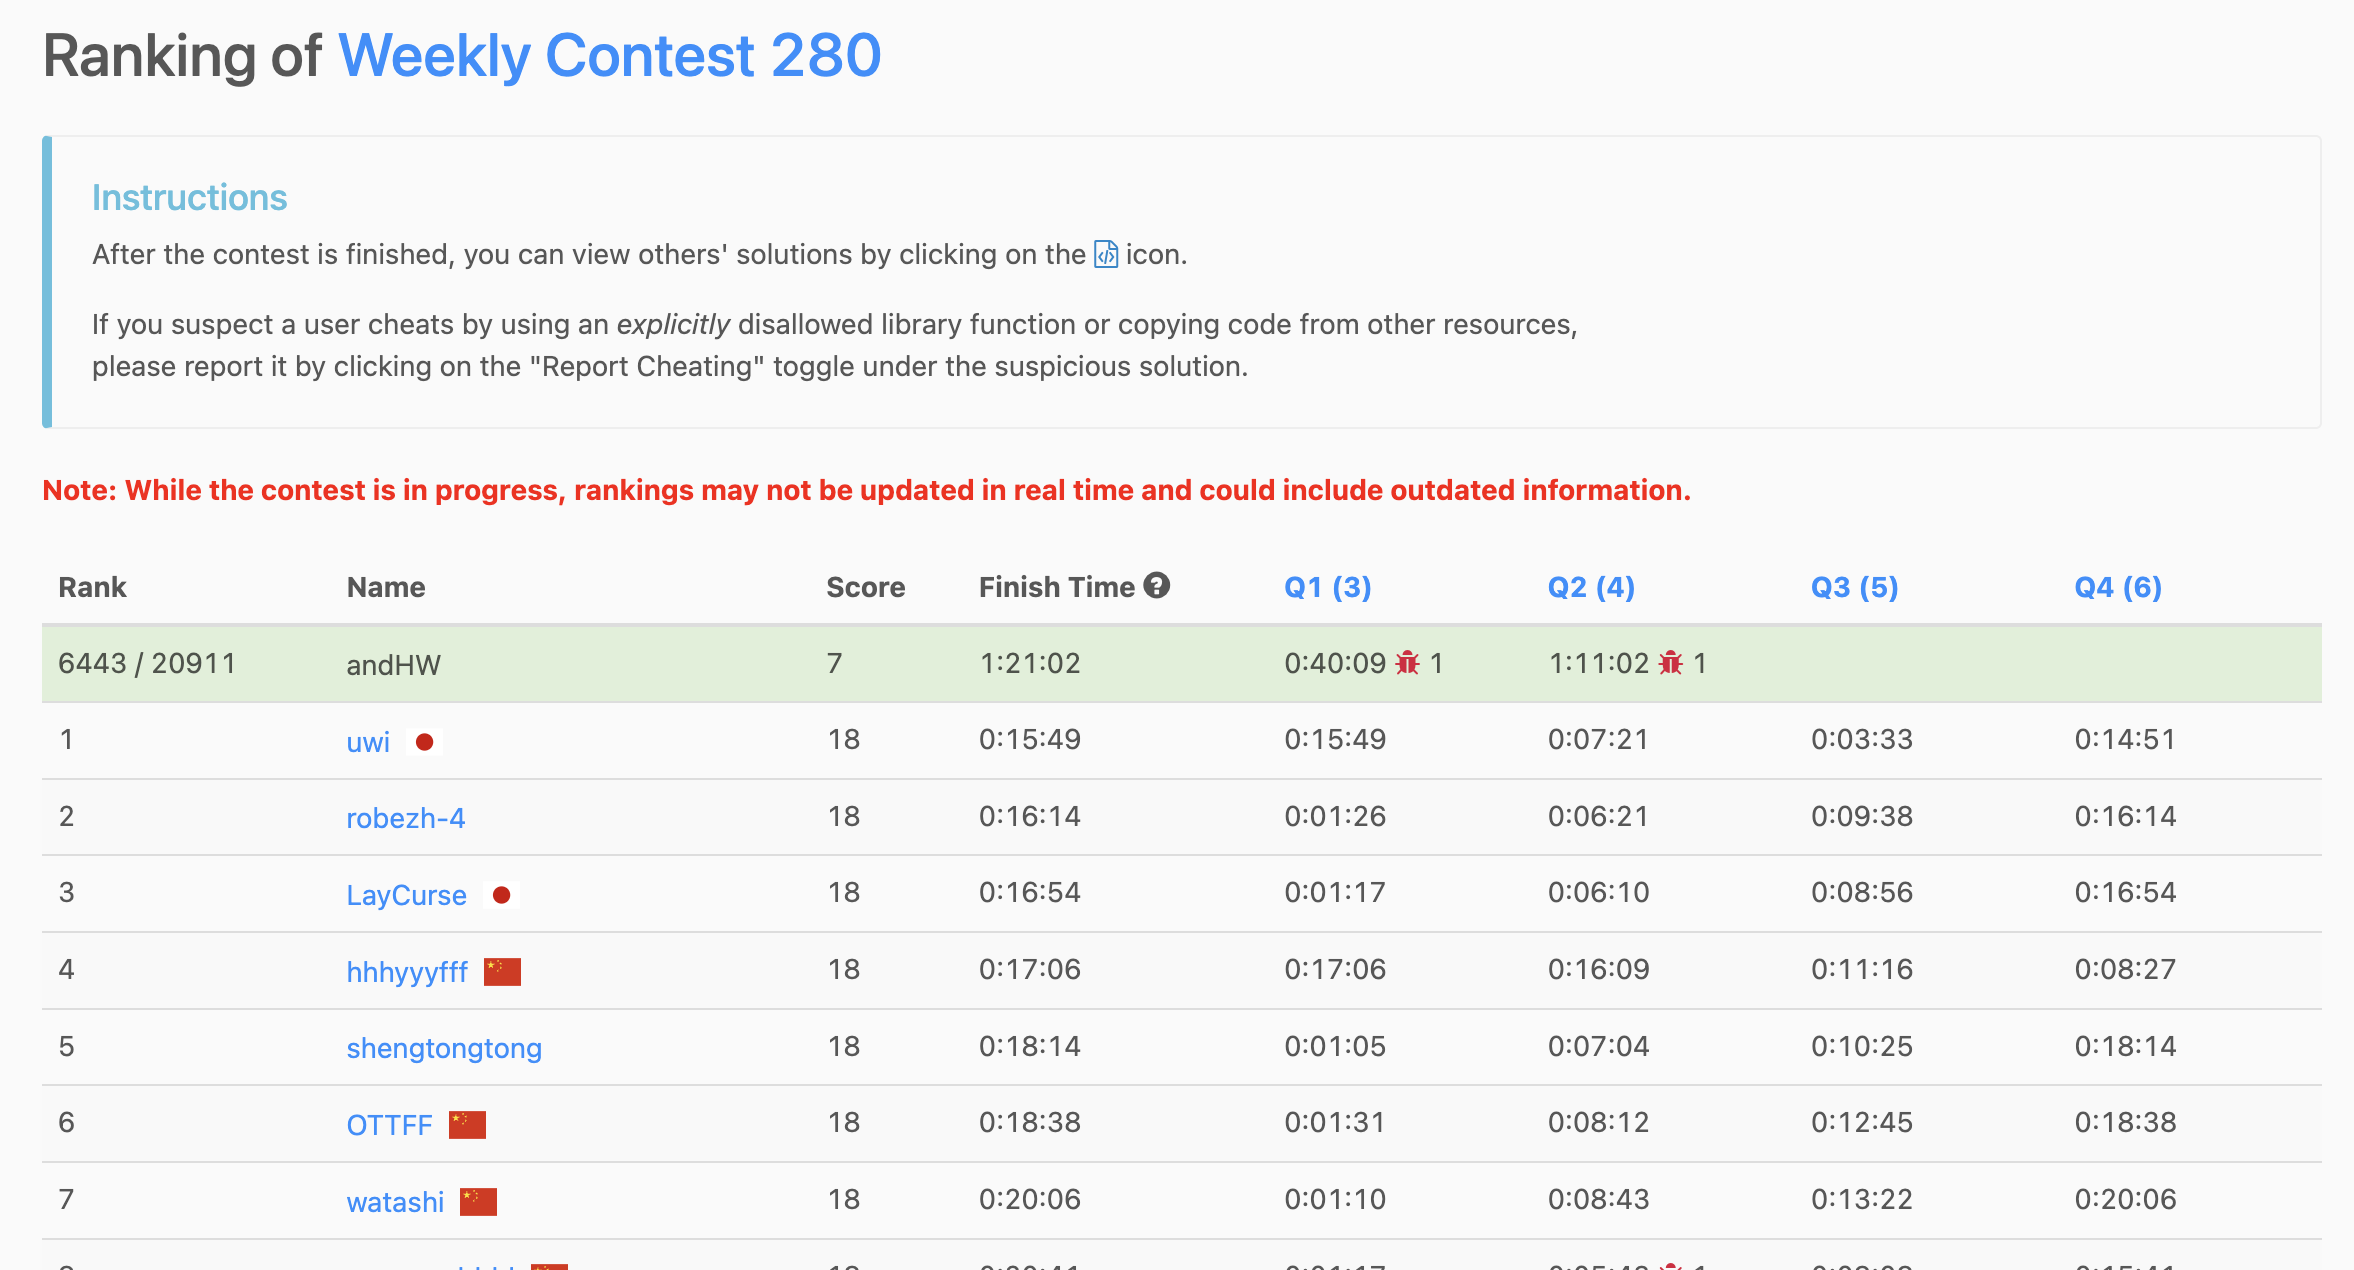 Ranking of Weekly Contest 280
Instructions
After the contest is finished, you can view others' solutions by clicking on the icon.
If you suspect a user cheats by using an explicitly disallowed library function or copying code from other resources,
please report it by clicking on the "Report Cheating" toggle under the suspicious solution.
Note: While the contest is in progress, rankings may not be updated in real time and could include outdated information.
Rank Name Score Finish Time ? Q1 (3) Q2 (4) Q3 (5) Q4 (6)
6443 / 20911 andHW 7 1:21:02 0:40:09 1 1:11:02 1
1 uwi 18 0:15:49 0:15:49 0:07:21 0:03:33 0:14:51
2 robezh-4 18 0:16:14 0:01:26 0:06:21 0:09:38 0:16:14
3 LayCurse 18 0:16:54 0:01:17 0:06:10 0:08:56 0:16:54
4 hhhyyyfff 18 0:17:06 0:17:06 0:16:09 0:11:16 0:08:27
5 shengtongtong 18 0:18:14 0:01:05 0:07:04 0:10:25 0:18:14
6 OTTFF 18 0:18:38 0:01:31 0:08:12 0:12:45 0:18:38
7 watashi 18 0:20:06 0:01:10 0:08:43 0:13:22 0:20:06